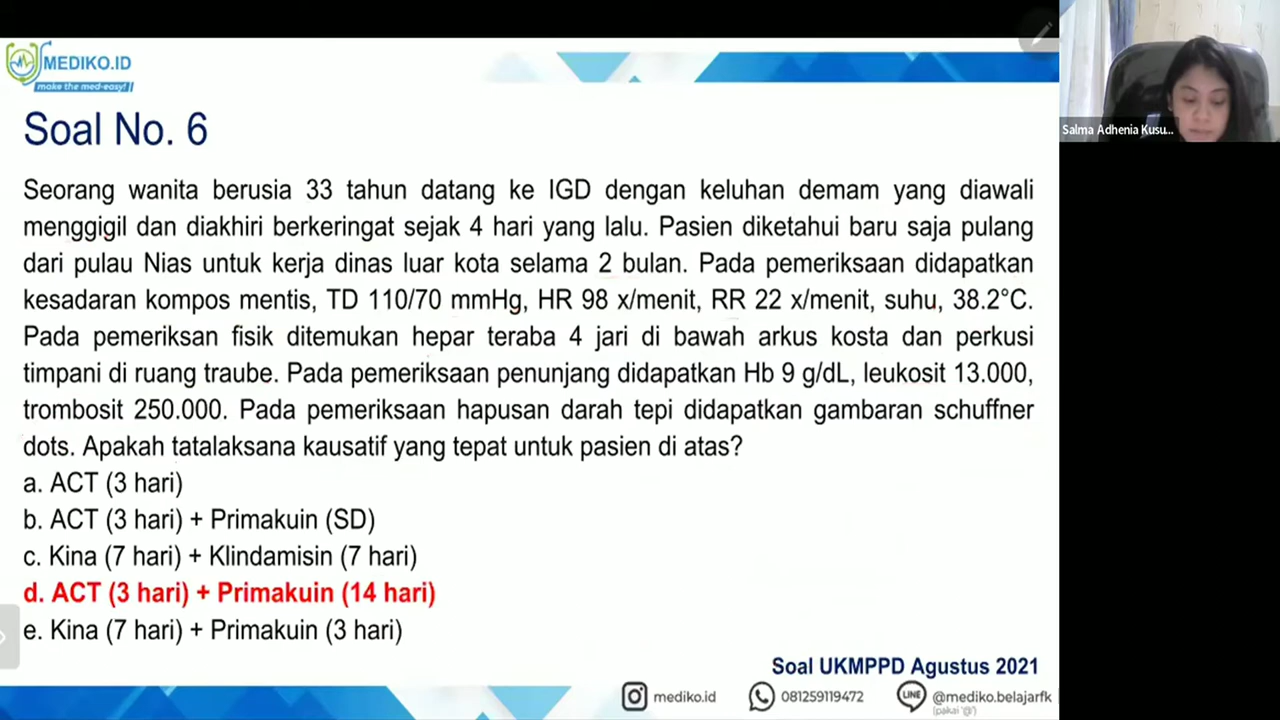 MEDIKO.ID
make the med-easy!
Soal No. 6
Salma Adhenia Kusu...
Seorang wanita berusia 33 tahun datang ke IGD dengan keluhan demam yang diawali
menggigil dan diakhiri berkeringat sejak 4 hari yang lalu. Pasien diketahui baru saja pulang
dari pulau Nias untuk kerja dinas luar kota selama 2 bulan. Pada pemeriksaan didapatkan
kesadaran kompos mentis, TD 110/70 mmHg, HR 98 x/menit, RR 22 x/menit, suhu, 38.2°C.
Pada pemeriksan fisik ditemukan hepar teraba 4 jari di bawah arkus kosta dan perkusi
timpani di ruang traube. Pada pemeriksaan penunjang didapatkan Hb 9 g/dL, leukosit 13.000,
trombosit 250.000. Pada pemeriksaan hapusan darah tepi didapatkan gambaran schuffner
dots. Apakah tatalaksana kausatif yang tepat untuk pasien di atas?
a. ACT (3 hari)
b. ACT (3 hari) + Primakuin (SD)
c. Kina (7 hari) + Klindamisin (7 hari)
d. ACT (3 hari) + Primakuin (14 hari)
e. Kina (7 hari) + Primakuin (3 hari)
Soal UKMPPD Agustus 2021
mediko.id
081259119472
LINE
@mediko.belajarfk
(pakai '@')